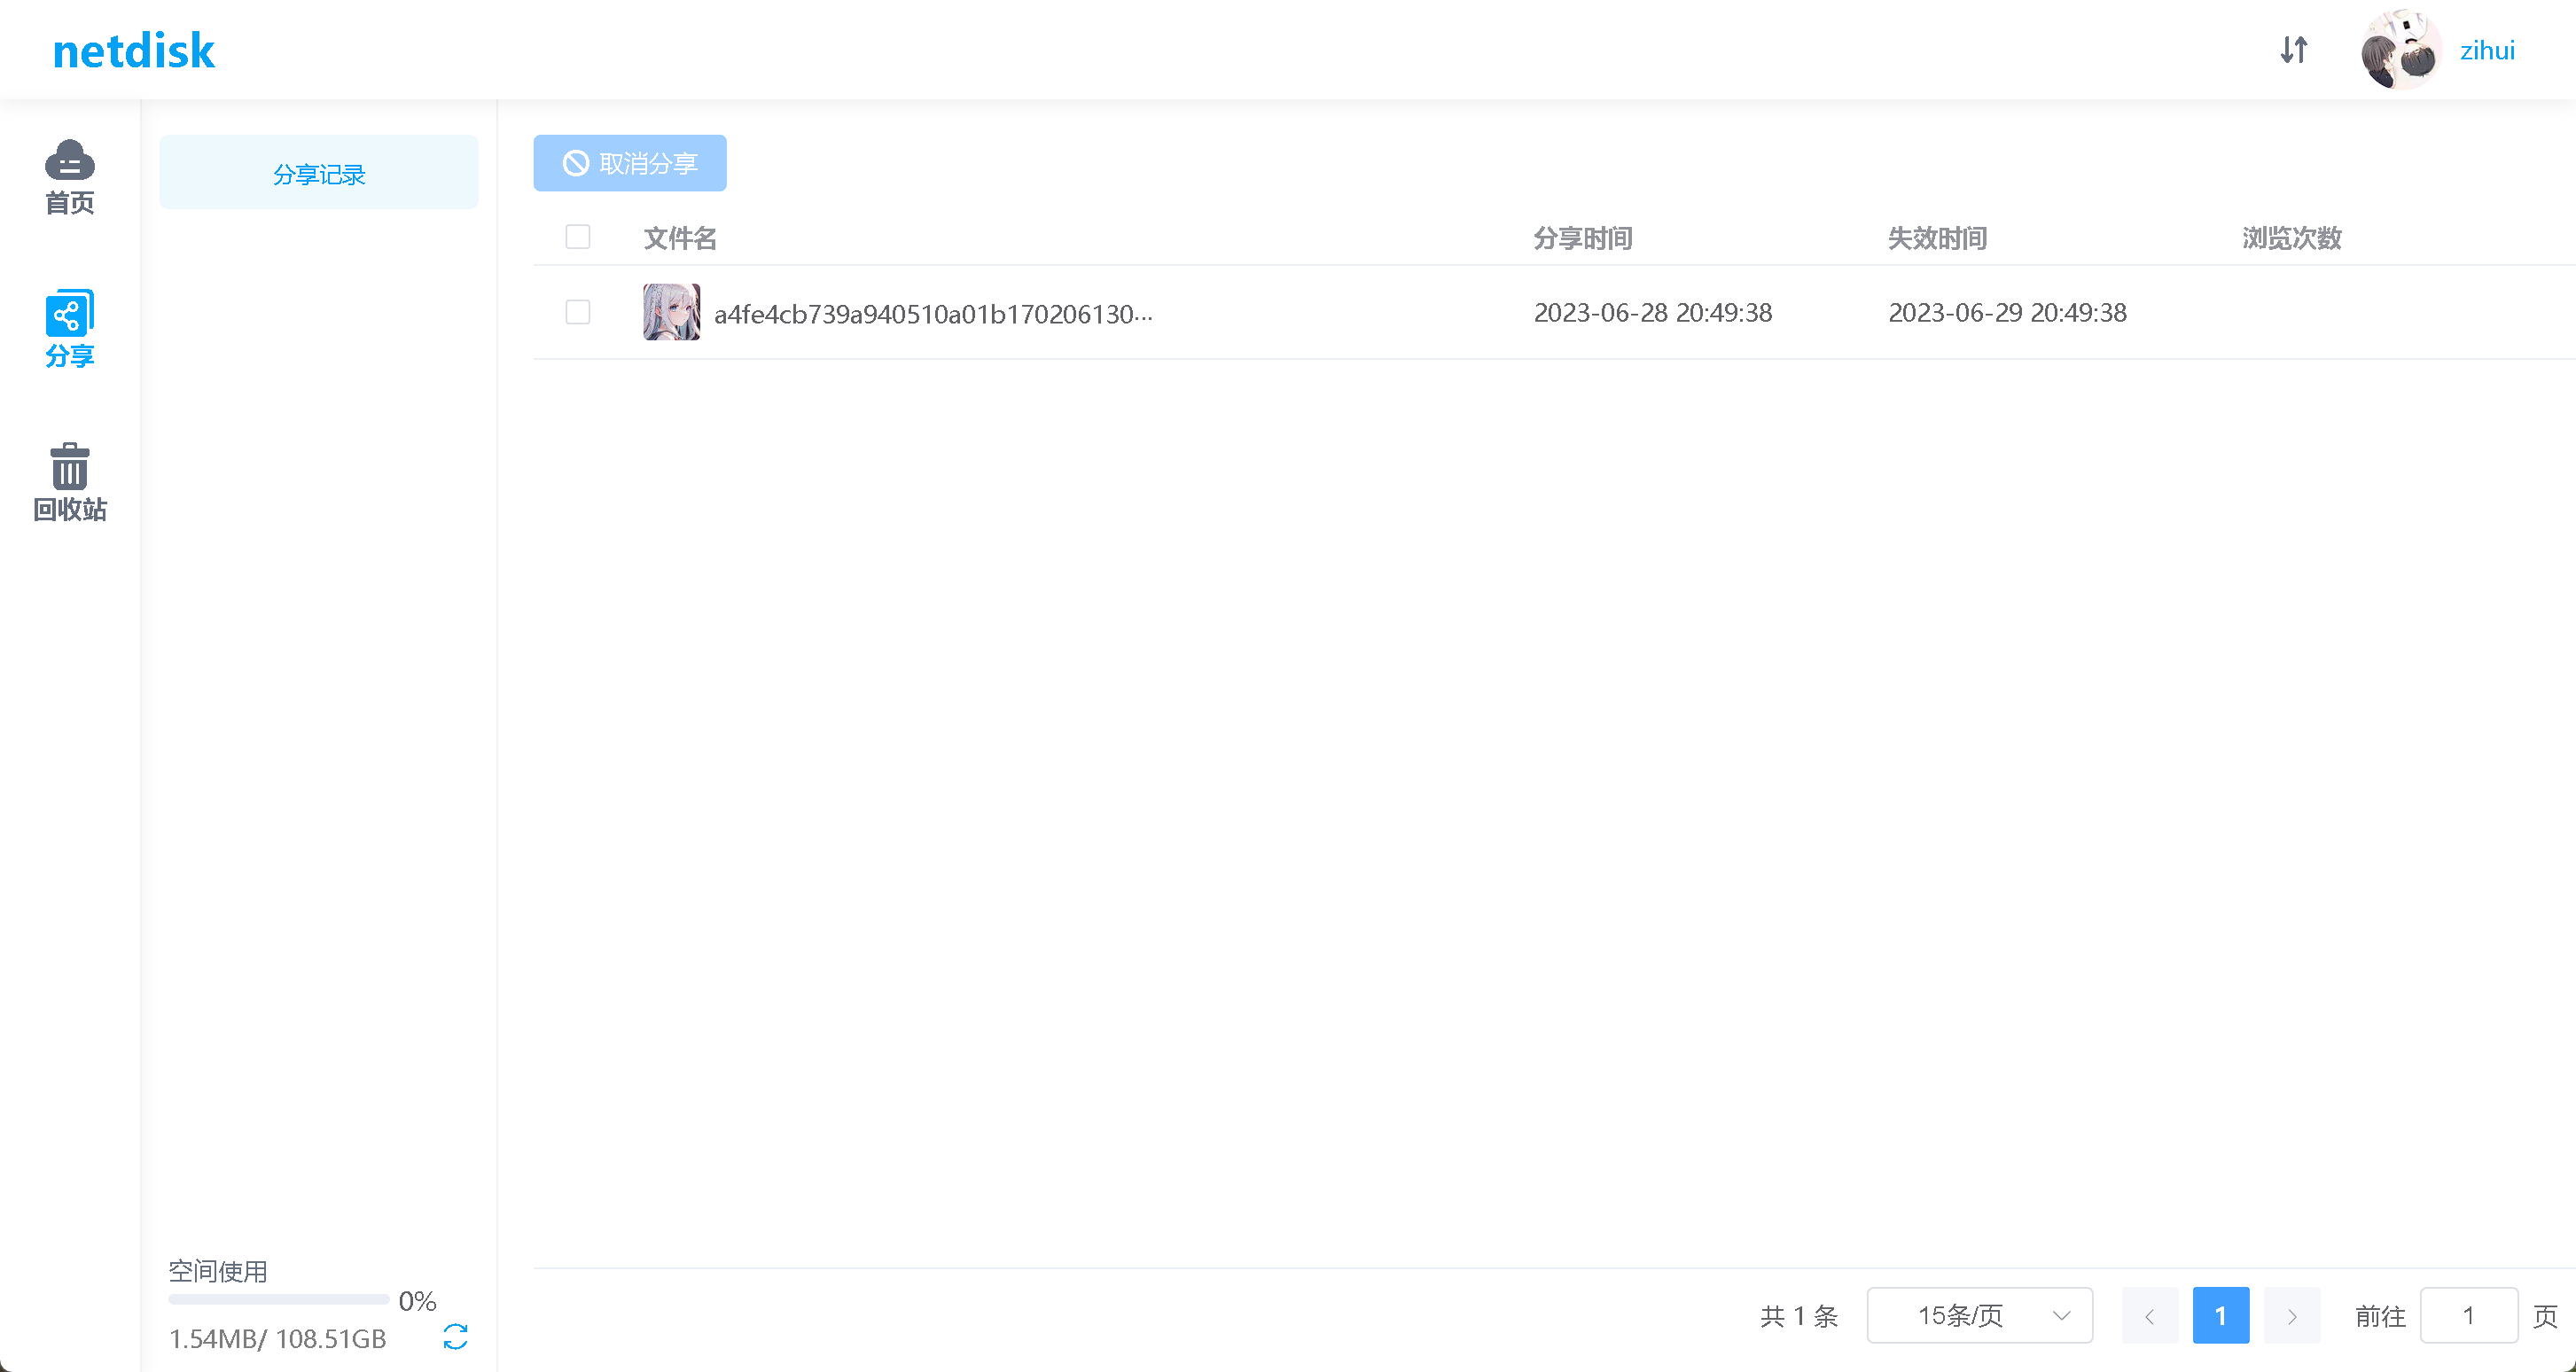 netdisk
zihui
首页
分享
回收站
分享记录
取消分享
文件名 分享时间 失效时间 浏览次数
a4fe4cb739a940510a01b170206130... 2023-06-28 20:49:38 2023-06-29 20:49:38
空间使用
0%
1.54MB/ 108.51GB
共 1 条 15条/页 1 前往 1 页